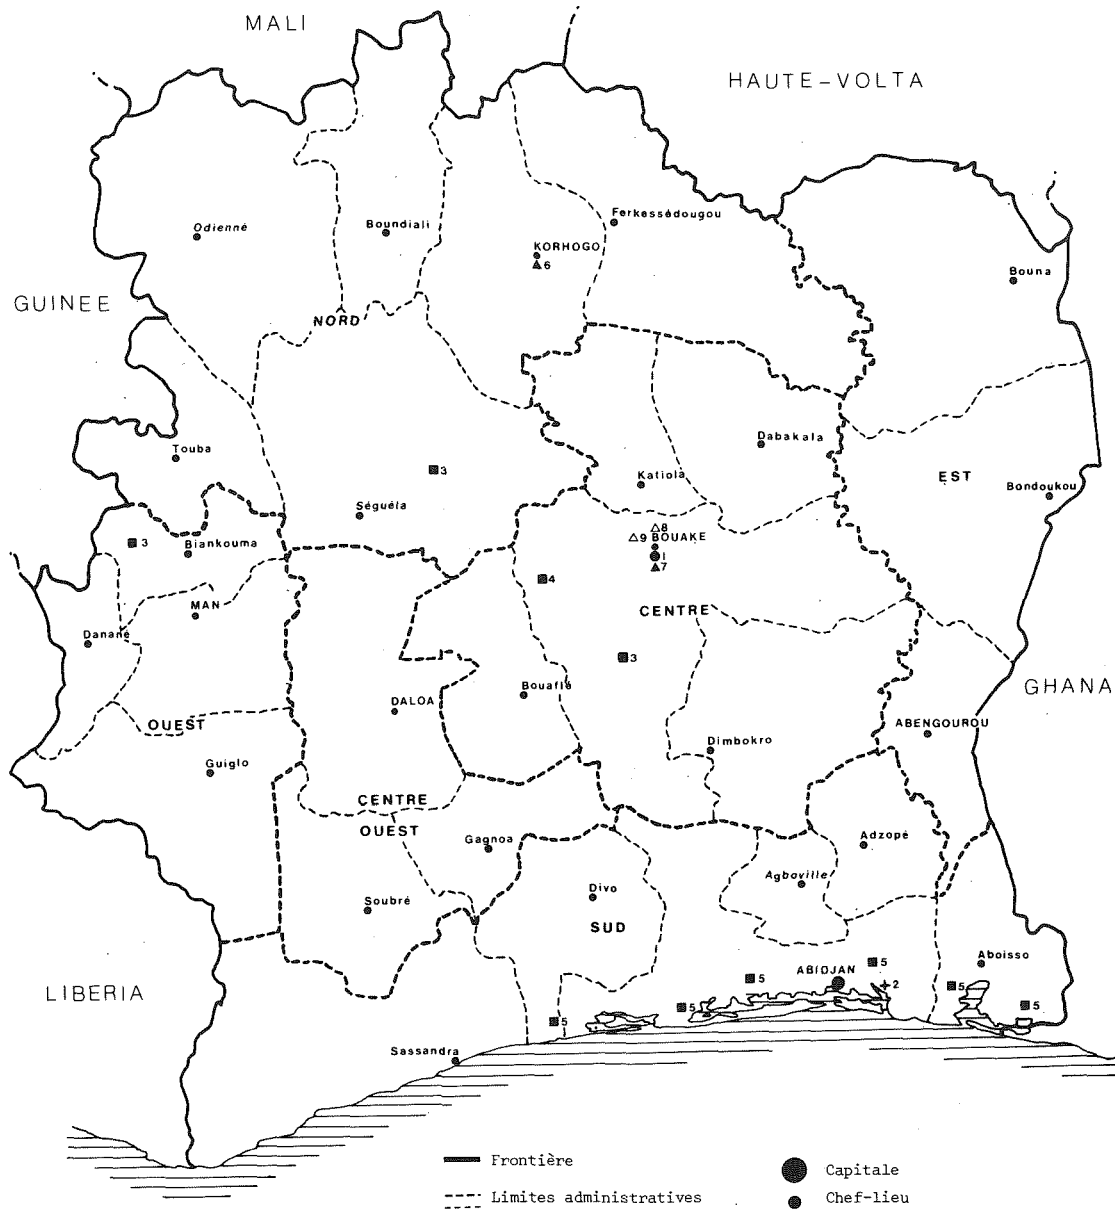 MALI
HAUTE-VOLTA
Ferkessédougou
Odienné
Boundiali
KORHOGO
6
Bouna
GUINEE
NORD
Touba
Dabakala
3
Katiola
EST
Bondoukou
Séguéla
8
9 BOUAKE
3
Biankouma
1
7
4
MAN
CENTRE
Danané
3
GHANA
Bouaflé
DALOA
OUEST
ABENGOUROU
Dimbokro
Guiglo
CENTRE
OUEST
Gagnoa
Adzopé
Agboville
Divo
Soubré
SUD
Aboisso
5
ABIDJAN
5
2
5
LIBERIA
5
5
5
Sassandra
Frontière
Capitale
Limites administratives
Chef-lieu